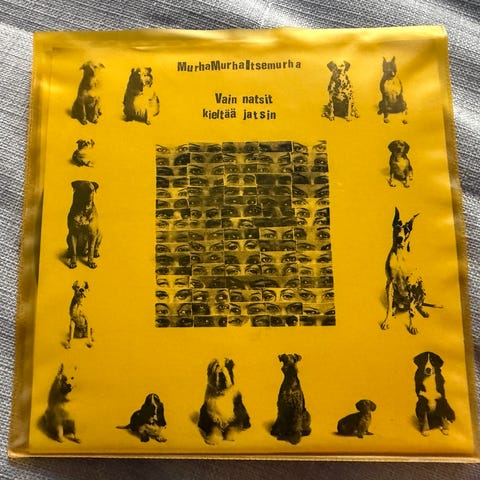 MurhaMurhaItsemurha
Vain natsit
kieltää jatsin